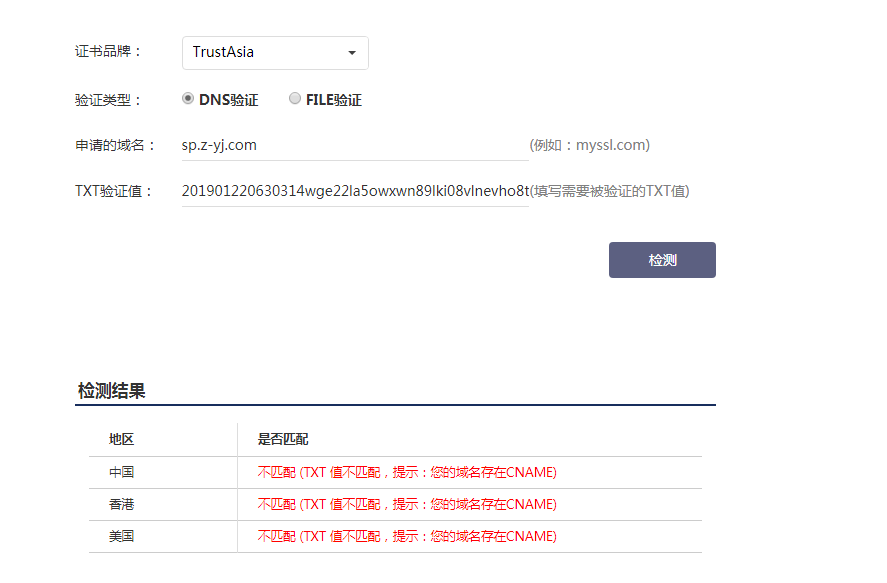 证书品牌： TrustAsia
验证类型： DNS验证 FILE验证
申请的域名： sp.z-yj.com (例如：myssl.com)
TXT验证值： 201901220630314wge22la5owxwn89lki08vlnevho8t(填写需要被验证的TXT值)
检测
检测结果
地区 是否匹配
中国 不匹配 (TXT 值不匹配，提示：您的域名存在CNAME)
香港 不匹配 (TXT 值不匹配，提示：您的域名存在CNAME)
美国 不匹配 (TXT 值不匹配，提示：您的域名存在CNAME)